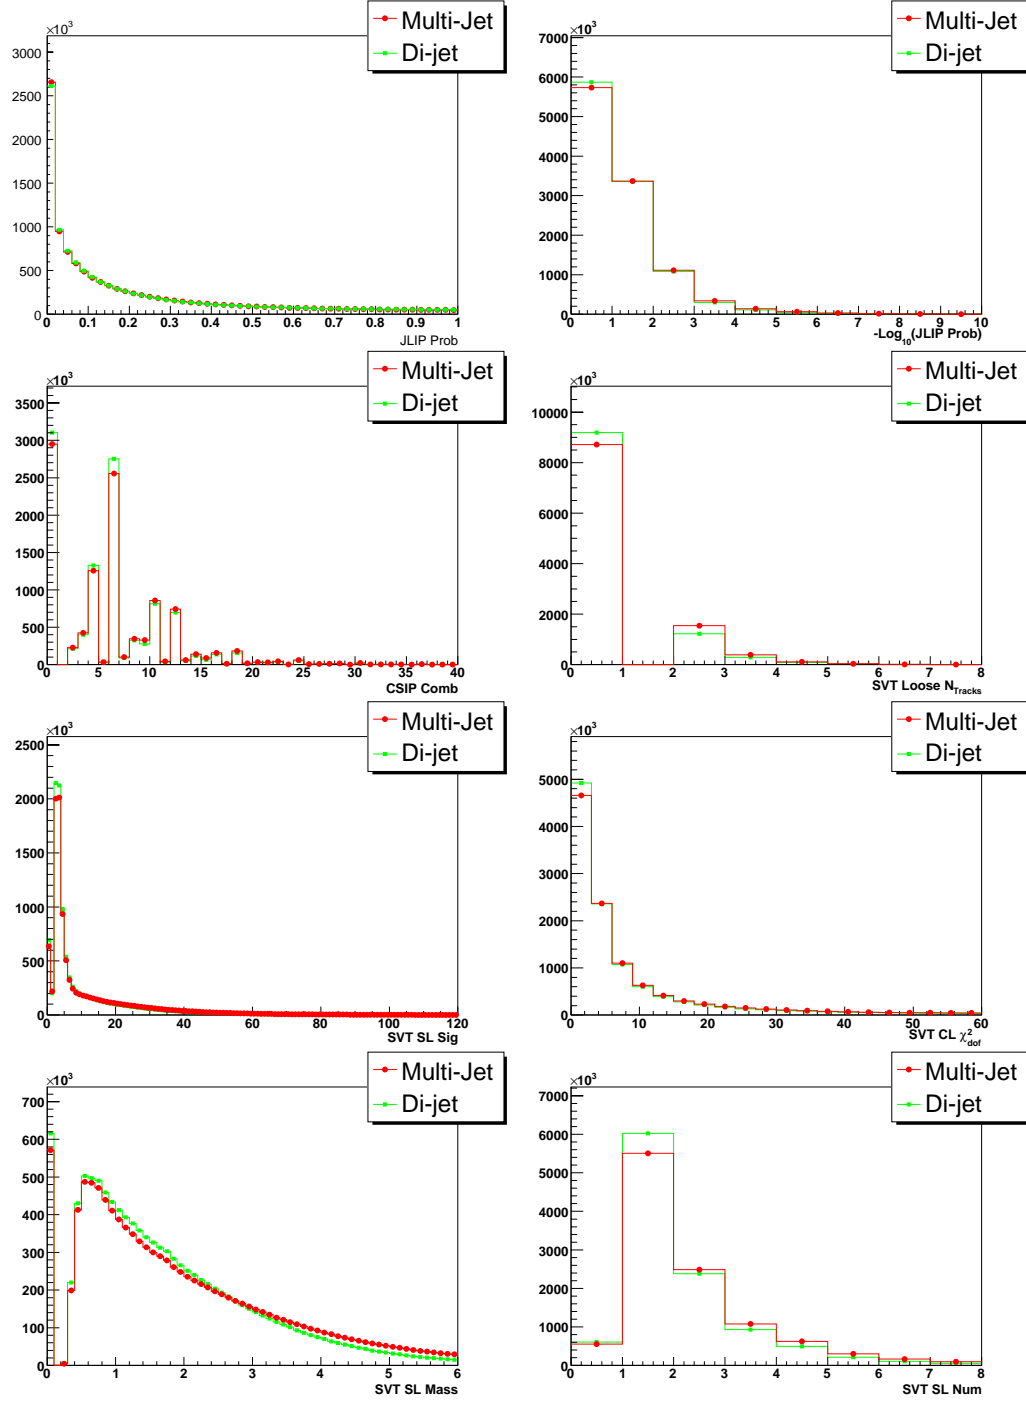 ×10³
Multi-Jet
Di-jet
3000
2500
2000
1500
1000
500
0
0 0.1 0.2 0.3 0.4 0.5 0.6 0.7 0.8 0.9 1
JLIP Prob
×10³
Multi-Jet
Di-jet
7000
6000
5000
4000
3000
2000
1000
0
0 1 2 3 4 5 6 7 8 9 10
-Log₁₀(JLIP Prob)
×10³
Multi-Jet
Di-jet
3500
3000
2500
2000
1500
1000
500
0
0 5 10 15 20 25 30 35 40
CSIP Comb
×10³
Multi-Jet
Di-jet
10000
8000
6000
4000
2000
0
0 1 2 3 4 5 6 7 8
SVT Loose N_Tracks
×10³
Multi-Jet
Di-jet
2500
2000
1500
1000
500
0
0 20 40 60 80 100 120
SVT SL Sig
×10³
Multi-Jet
Di-jet
5000
4000
3000
2000
1000
0
0 10 20 30 40 50 60
SVT CL χ²_dof
×10³
Multi-Jet
Di-jet
700
600
500
400
300
200
100
0
0 1 2 3 4 5 6
SVT SL Mass
×10³
Multi-Jet
Di-jet
7000
6000
5000
4000
3000
2000
1000
0
0 1 2 3 4 5 6 7 8
SVT SL Num